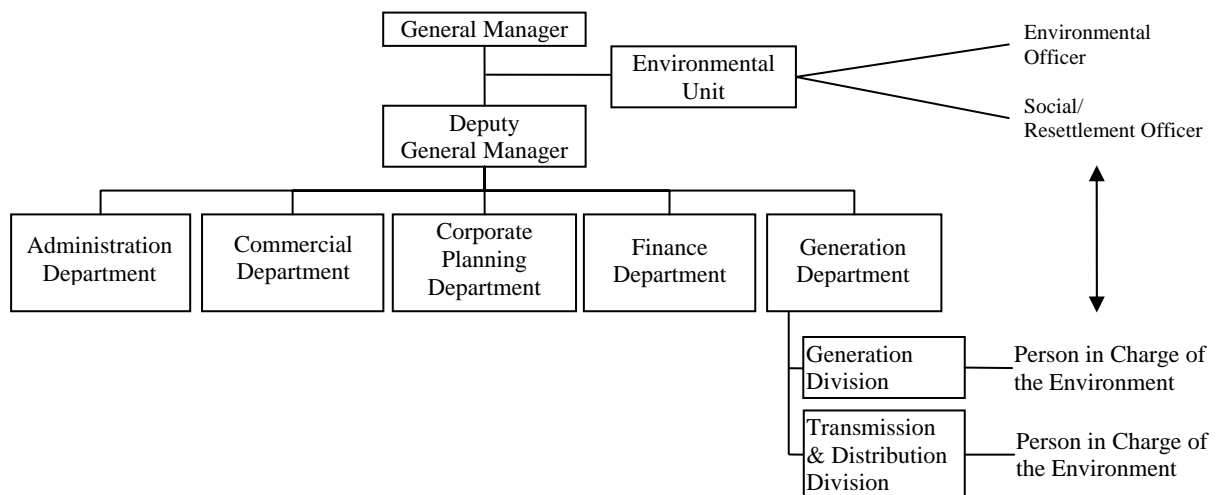 General Manager
Environmental
Unit
Environmental
Officer
Social/
Resettlement Officer
Deputy
General Manager
Administration
Department
Commercial
Department
Corporate
Planning
Department
Finance
Department
Generation
Department
Generation
Division
Person in Charge of
the Environment
Transmission
& Distribution
Division
Person in Charge of
the Environment